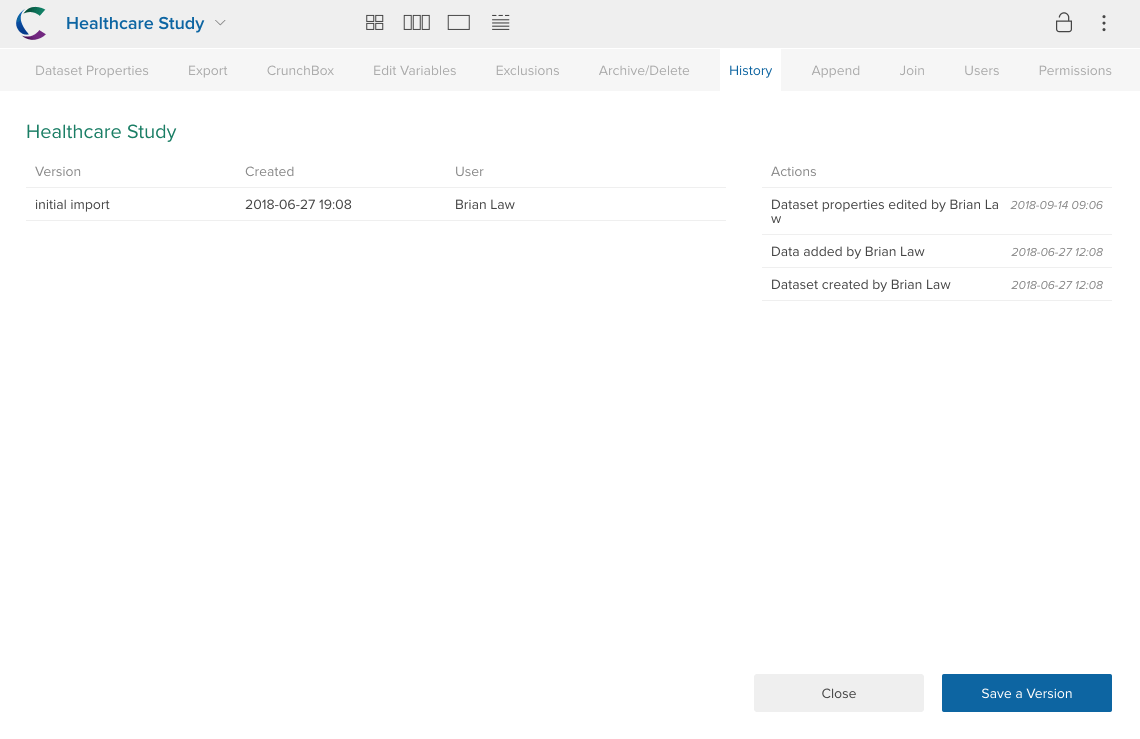 Healthcare Study
Dataset Properties Export CrunchBox Edit Variables Exclusions Archive/Delete History Append Join Users Permissions
Healthcare Study
Version Created User
initial import 2018-06-27 19:08 Brian Law
Actions
Dataset properties edited by Brian La 2018-09-14 09:06
w
Data added by Brian Law 2018-06-27 12:08
Dataset created by Brian Law 2018-06-27 12:08
Close Save a Version